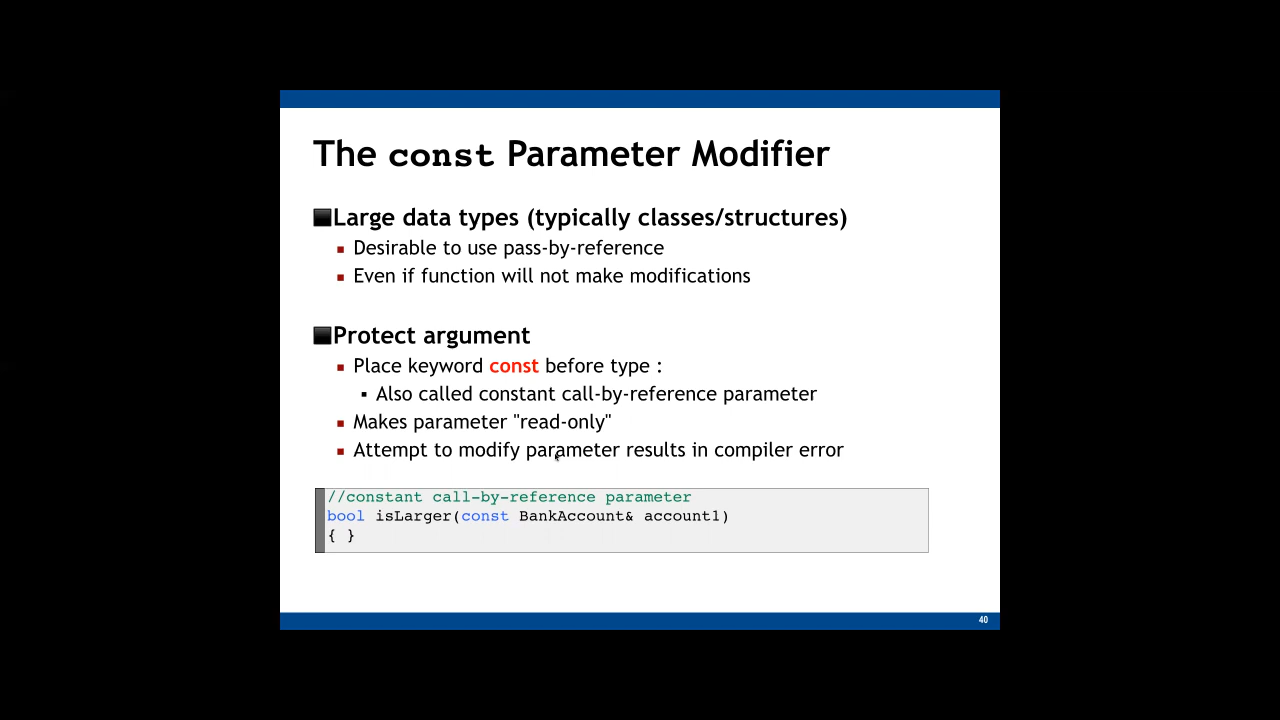 The const Parameter Modifier
Large data types (typically classes/structures)
Desirable to use pass-by-reference
Even if function will not make modifications
Protect argument
Place keyword const before type :
Also called constant call-by-reference parameter
Makes parameter "read-only"
Attempt to modify parameter results in compiler error
//constant call-by-reference parameter
bool isLarger(const BankAccount& account1)
{ }
40